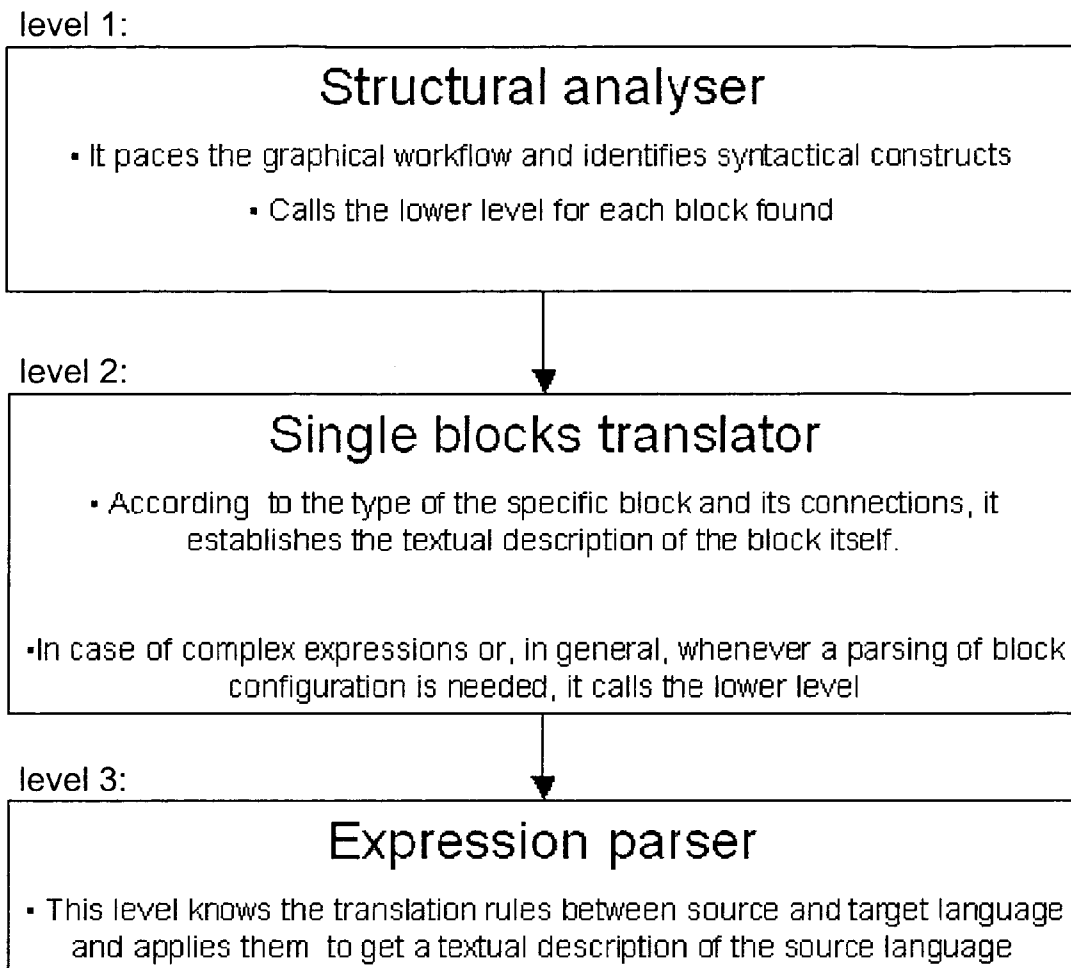 level 1:
Structural analyser
▪ It paces the graphical workflow and identifies syntactical constructs
▪ Calls the lower level for each block found
level 2:
Single blocks translator
▪ According to the type of the specific block and its connections, it
establishes the textual description of the block itself.
▪In case of complex expressions or, in general, whenever a parsing of block
configuration is needed, it calls the lower level
level 3:
Expression parser
▪ This level knows the translation rules between source and target language
and applies them to get a textual description of the source language